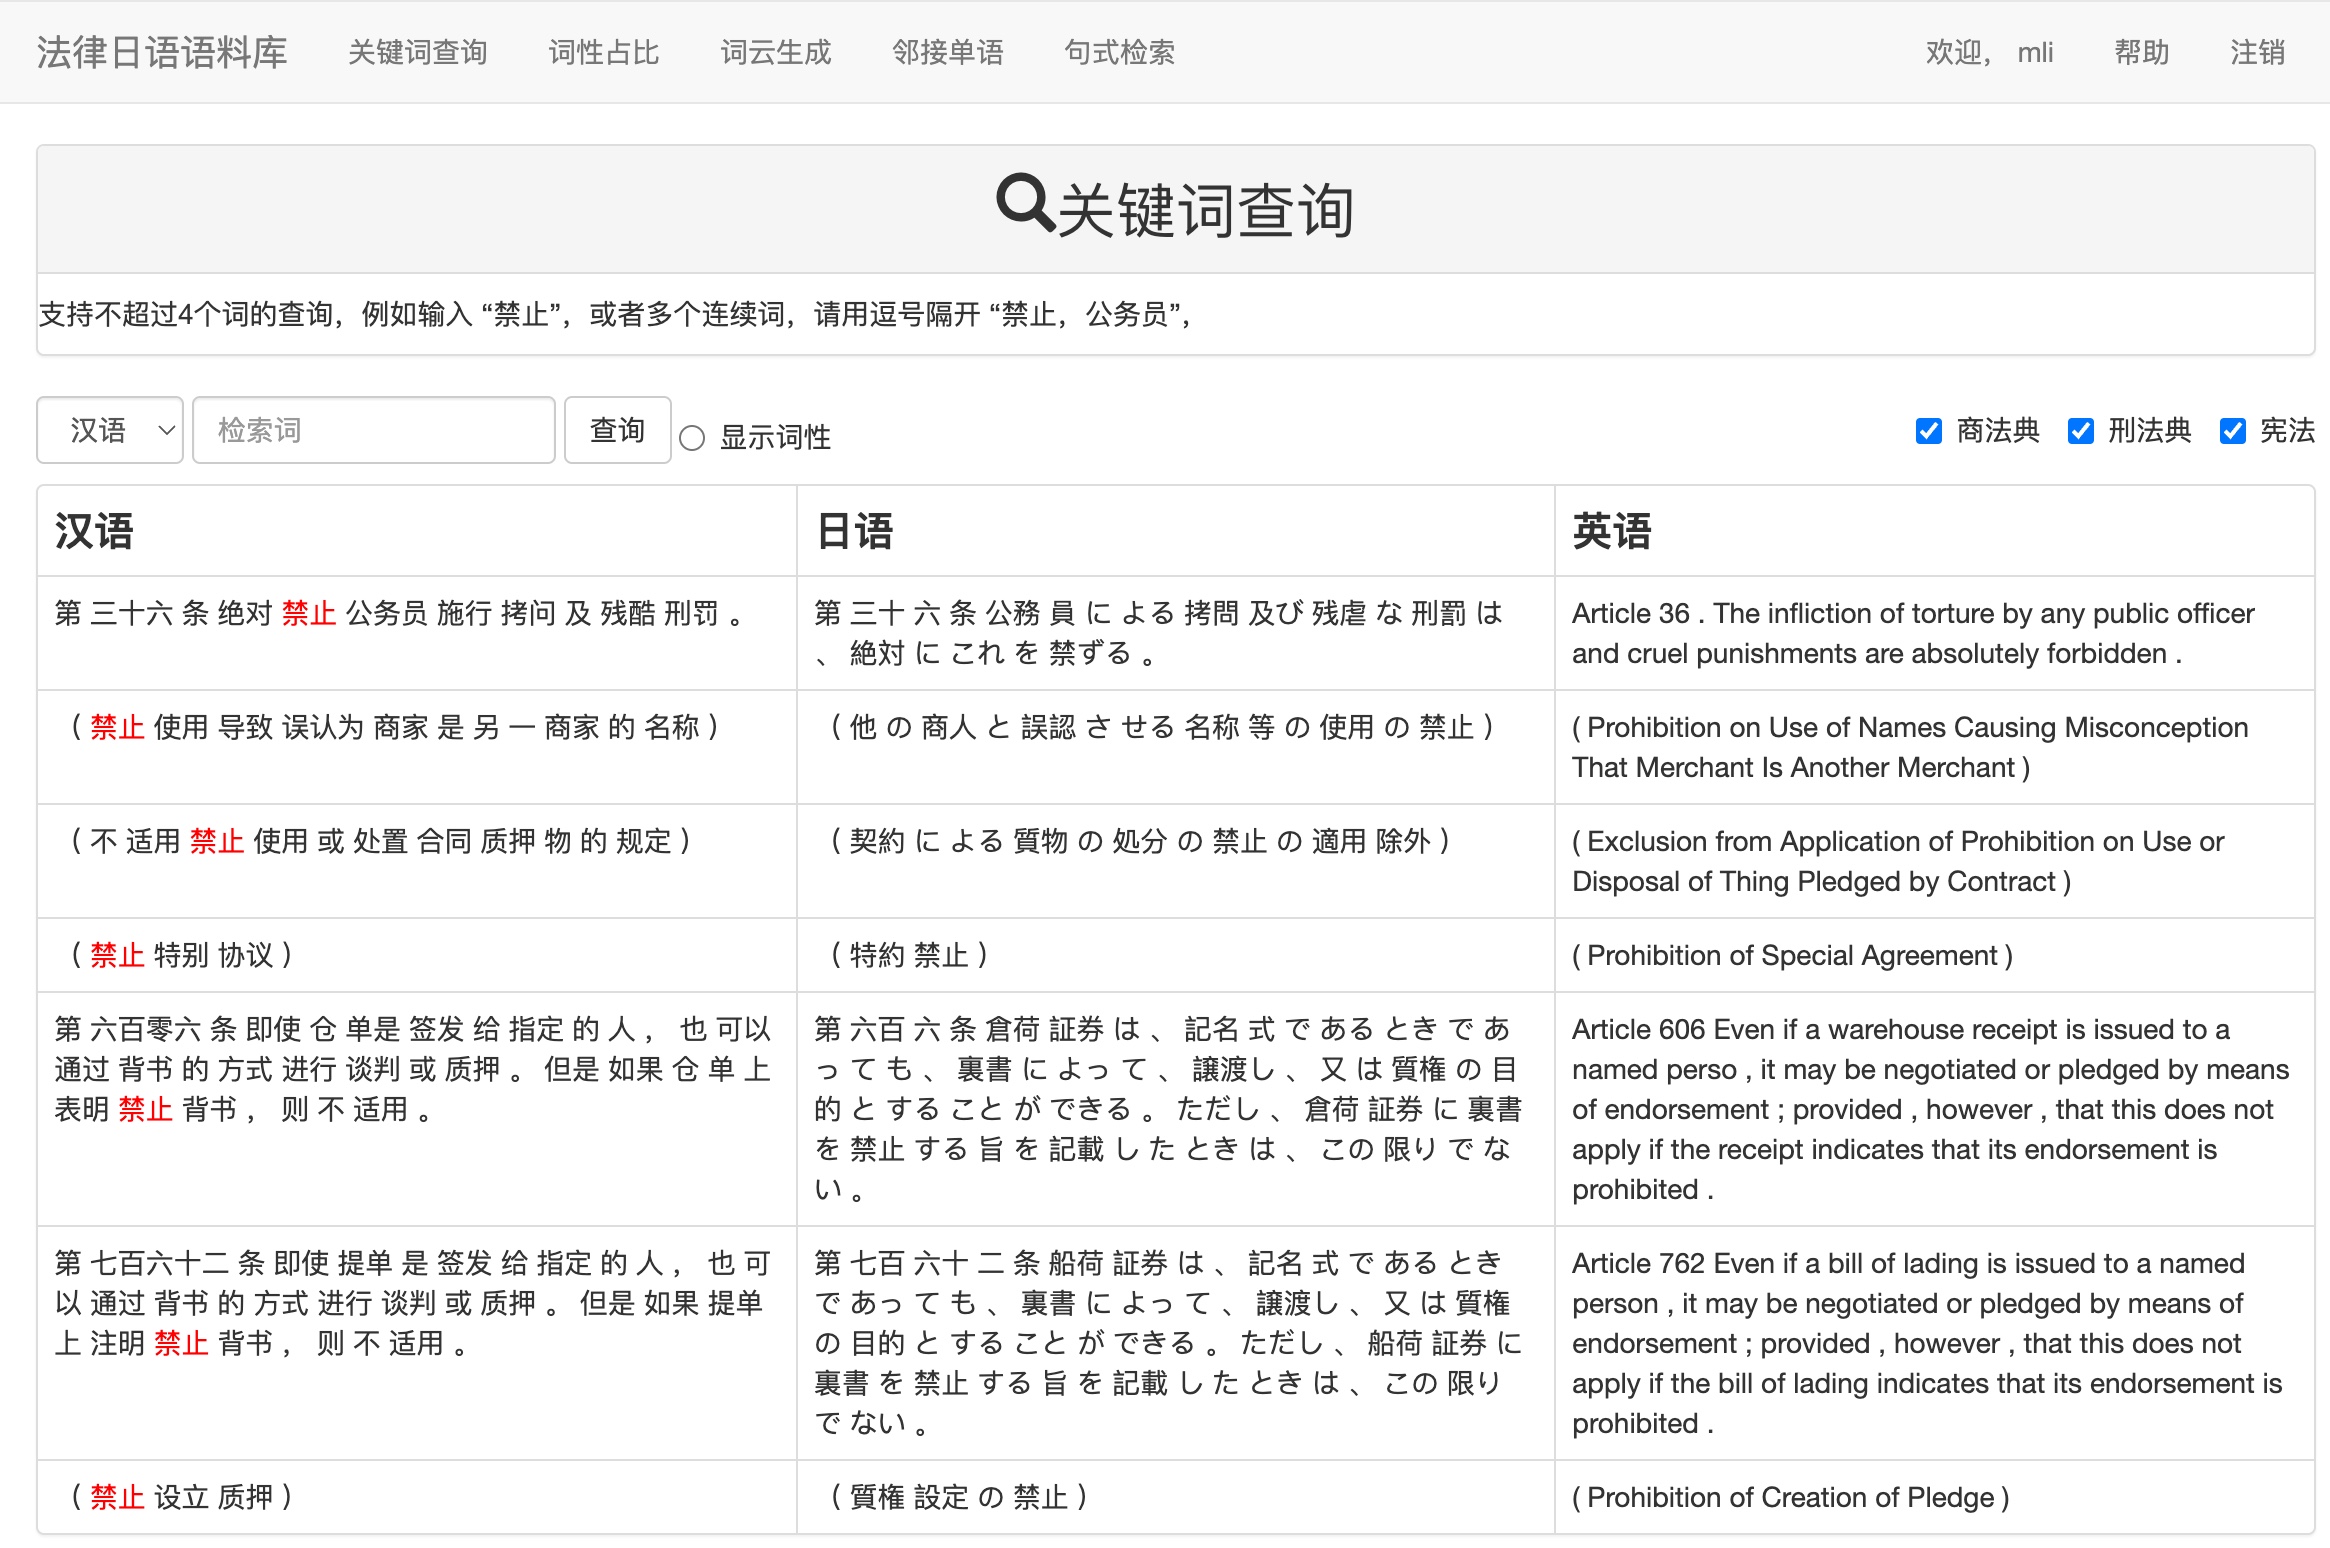 法律日语语料库 关键词查询 词性占比 词云生成 邻接单语 句式检索 欢迎， mli 帮助 注销
关键词查询
支持不超过4个词的查询，例如输入 “禁止”，或者多个连续词，请用逗号隔开 “禁止，公务员”，
汉语 检索词 查询 显示词性 商法典 刑法典 宪法
汉语
日语
英语
第 三十六 条 绝对 禁止 公务员 施行 拷问 及 残酷 刑罚 。
第 三十 六 条 公務 員 に よる 拷問 及び 残虐 な 刑罰 は
、 絶対 に これ を 禁ずる 。
Article 36 . The infliction of torture by any public officer
and cruel punishments are absolutely forbidden .
（ 禁止 使用 导致 误认为 商家 是 另 一 商家 的 名称 ）
（ 他 の 商人 と 誤認 さ せる 名称 等 の 使用 の 禁止 ）
( Prohibition on Use of Names Causing Misconception
That Merchant Is Another Merchant )
（ 不 适用 禁止 使用 或 处置 合同 质押 物 的 规定 ）
（ 契約 に よる 質物 の 処分 の 禁止 の 適用 除外 ）
( Exclusion from Application of Prohibition on Use or
Disposal of Thing Pledged by Contract )
（ 禁止 特别 协议 ）
（ 特約 禁止 ）
( Prohibition of Special Agreement )
第 六百零六 条 即使 仓 单是 签发 给 指定 的 人 ， 也 可以
通过 背书 的 方式 进行 谈判 或 质押 。 但是 如果 仓 单 上
表明 禁止 背书 ， 则 不 适用 。
第 六百 六 条 倉荷 証券 は 、 記名 式 で ある とき で あ
っ て も 、 裏書 に よっ て 、 譲渡し 、 又 は 質権 の 目
的 と する こと が できる 。 ただし 、 倉荷 証券 に 裏書
を 禁止 する 旨 を 記載 し た とき は 、 この 限り で な
い 。
Article 606 Even if a warehouse receipt is issued to a
named perso , it may be negotiated or pledged by means
of endorsement ; provided , however , that this does not
apply if the receipt indicates that its endorsement is
prohibited .
第 七百六十二 条 即使 提单 是 签发 给 指定 的 人 ， 也 可
以 通过 背书 的 方式 进行 谈判 或 质押 。 但是 如果 提单
上 注明 禁止 背书 ， 则 不 适用 。
第 七百 六十 二 条 船荷 証券 は 、 記名 式 で ある とき
で あっ て も 、 裏書 に よっ て 、 譲渡し 、 又 は 質権
の 目的 と する こと が できる 。 ただし 、 船荷 証券 に
裏書 を 禁止 する 旨 を 記載 し た とき は 、 この 限り
で ない 。
Article 762 Even if a bill of lading is issued to a named
person , it may be negotiated or pledged by means of
endorsement ; provided , however , that this does not
apply if the bill of lading indicates that its endorsement is
prohibited .
（ 禁止 设立 质押 ）
（ 質権 設定 の 禁止 ）
( Prohibition of Creation of Pledge )